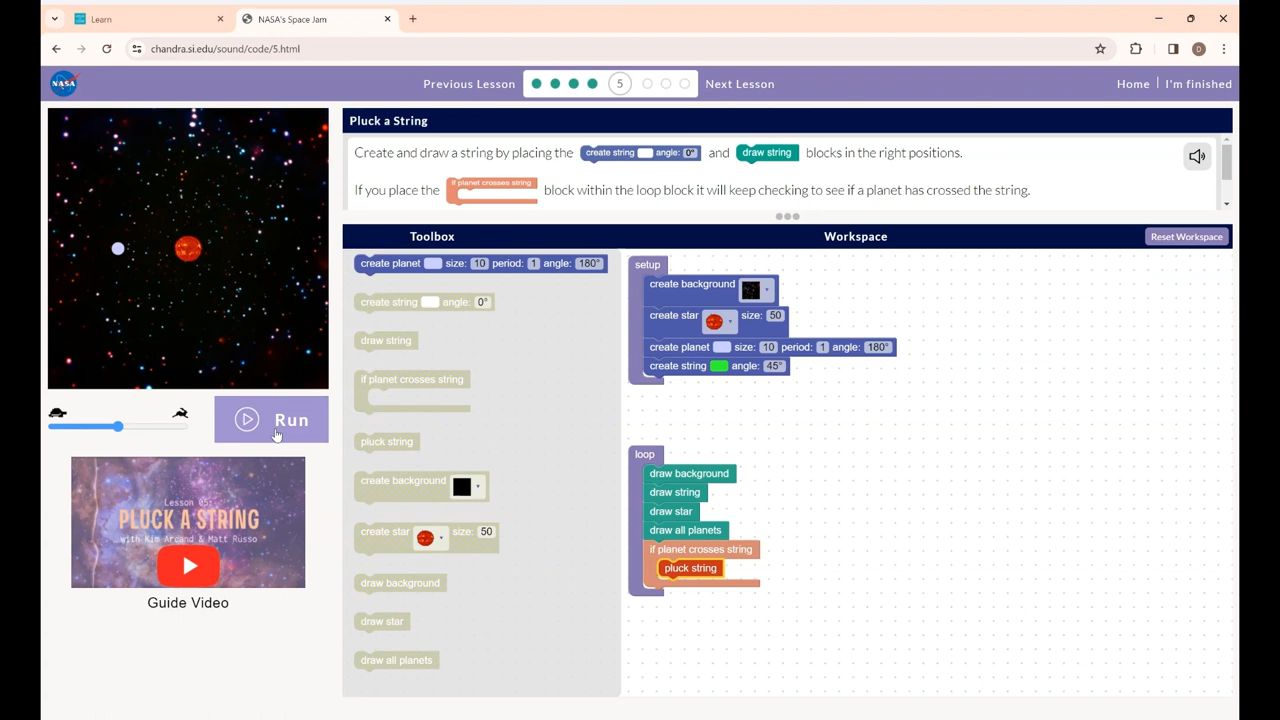 Learn
NASA's Space Jam
chandra.si.edu/sound/code/5.html
D
NASA
Previous Lesson
5
Next Lesson
Home
I'm finished
Pluck a String
Create and draw a string by placing the create string angle: 0° and draw string blocks in the right positions.
If you place the if planet crosses string block within the loop block it will keep checking to see if a planet has crossed the string.
Toolbox
Workspace
Reset Workspace
Run
Lesson 05:
PLUCK A STRING
with Kim Arcand & Matt Russo
Guide Video
create planet size: 10 period: 1 angle: 180°
create string angle: 0°
draw string
if planet crosses string
pluck string
create background
create star size: 50
draw background
draw star
draw all planets
setup
create background
create star size: 50
create planet size: 10 period: 1 angle: 180°
create string angle: 45°
loop
draw background
draw string
draw star
draw all planets
if planet crosses string
pluck string